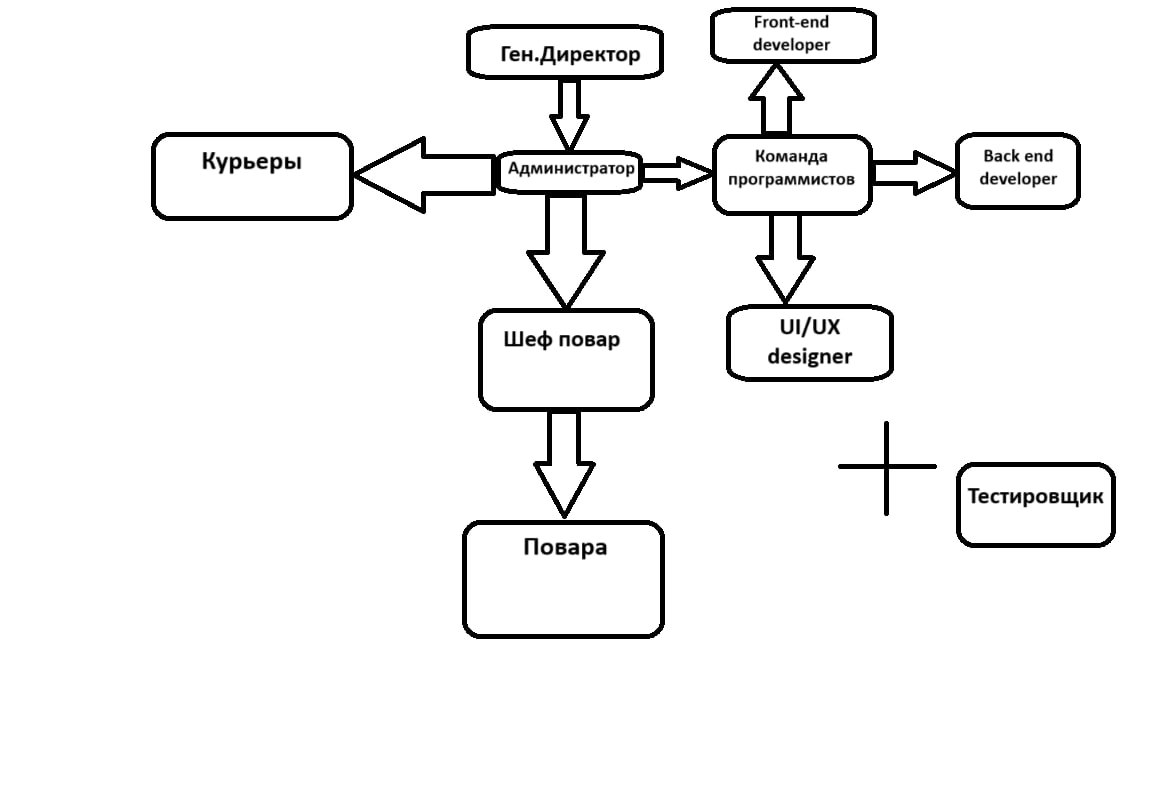 Front-end
developer
Ген.Директор
Курьеры
Администратор
Команда
программистов
Back end
developer
Шеф повар
UI/UX
designer
Тестировщик
Повара